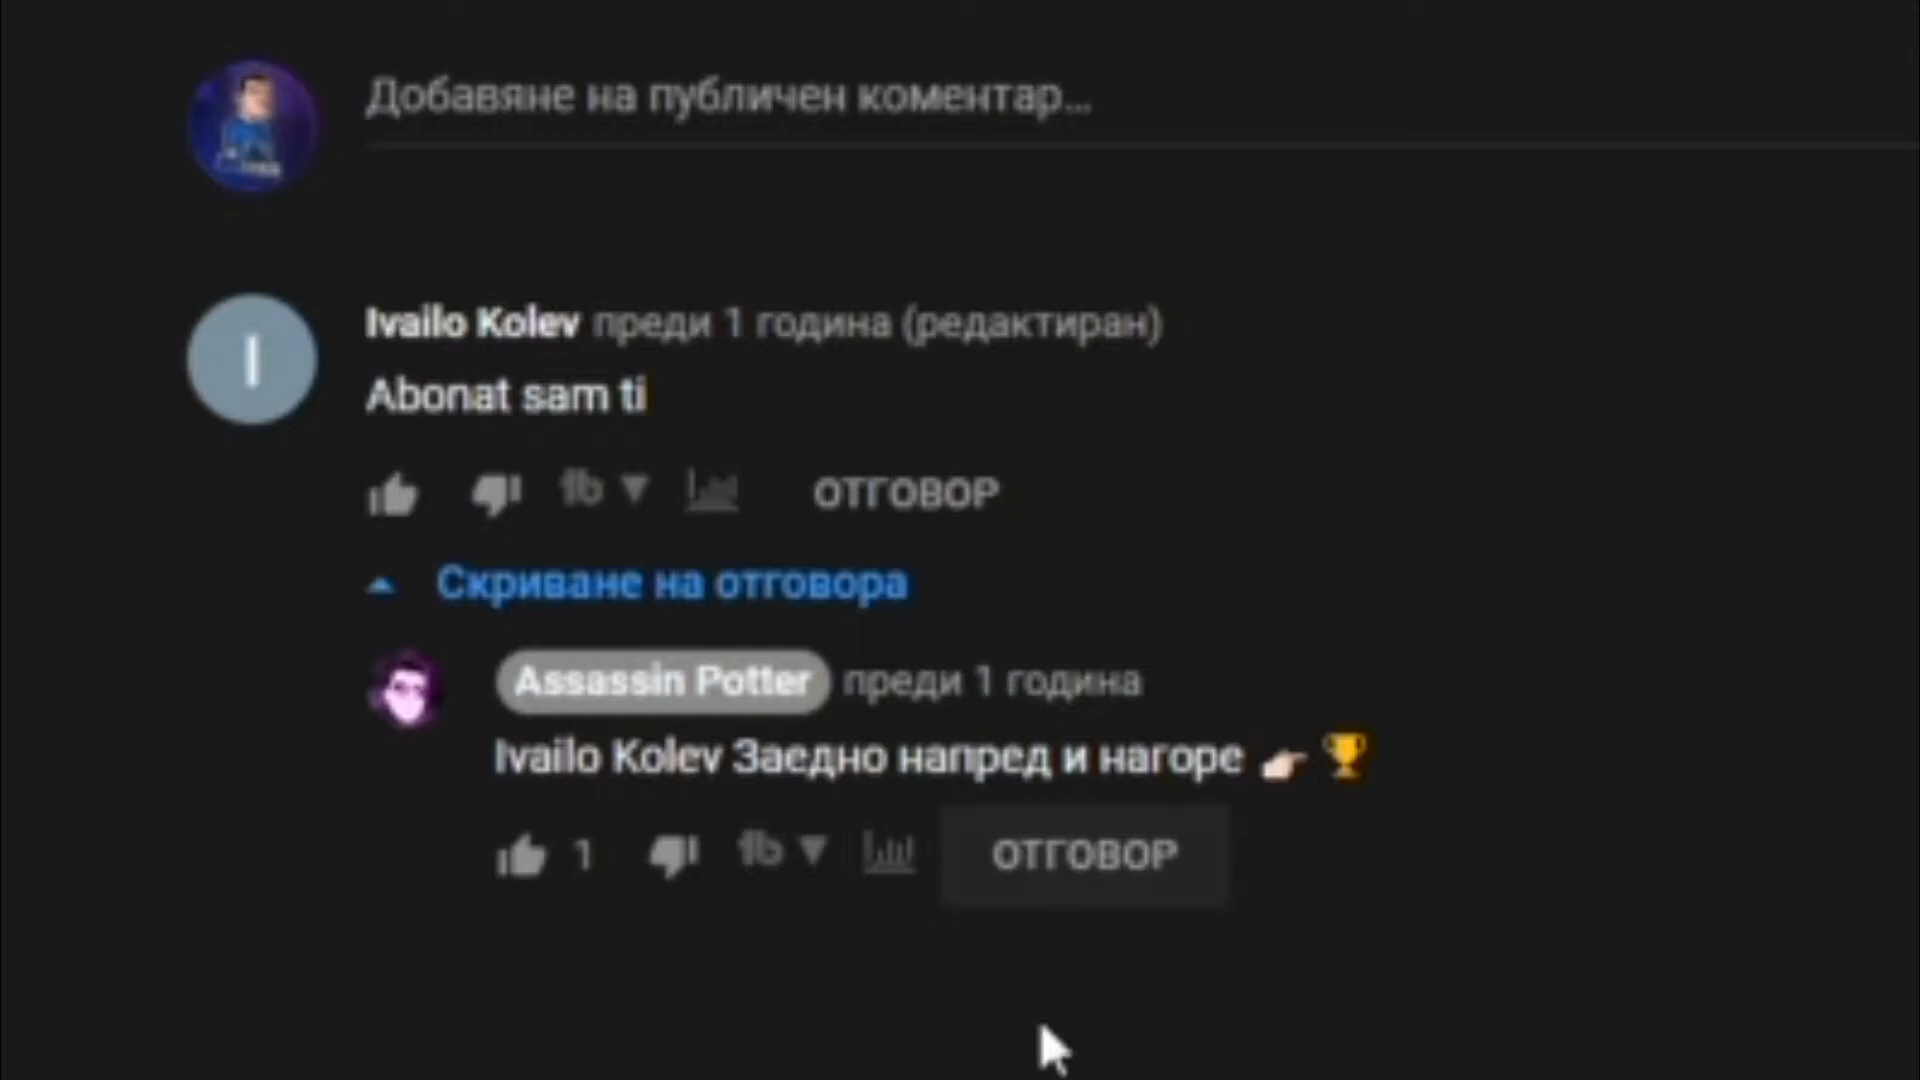 Добавяне на публичен коментар...
I
Ivailo Kolev преди 1 година (редактиран)
Abonat sam ti
ОТГОВОР
Скриване на отговора
Assassin Potter преди 1 година
Ivailo Kolev Заедно напред и нагоре 👉🏻 🏆
1
ОТГОВОР